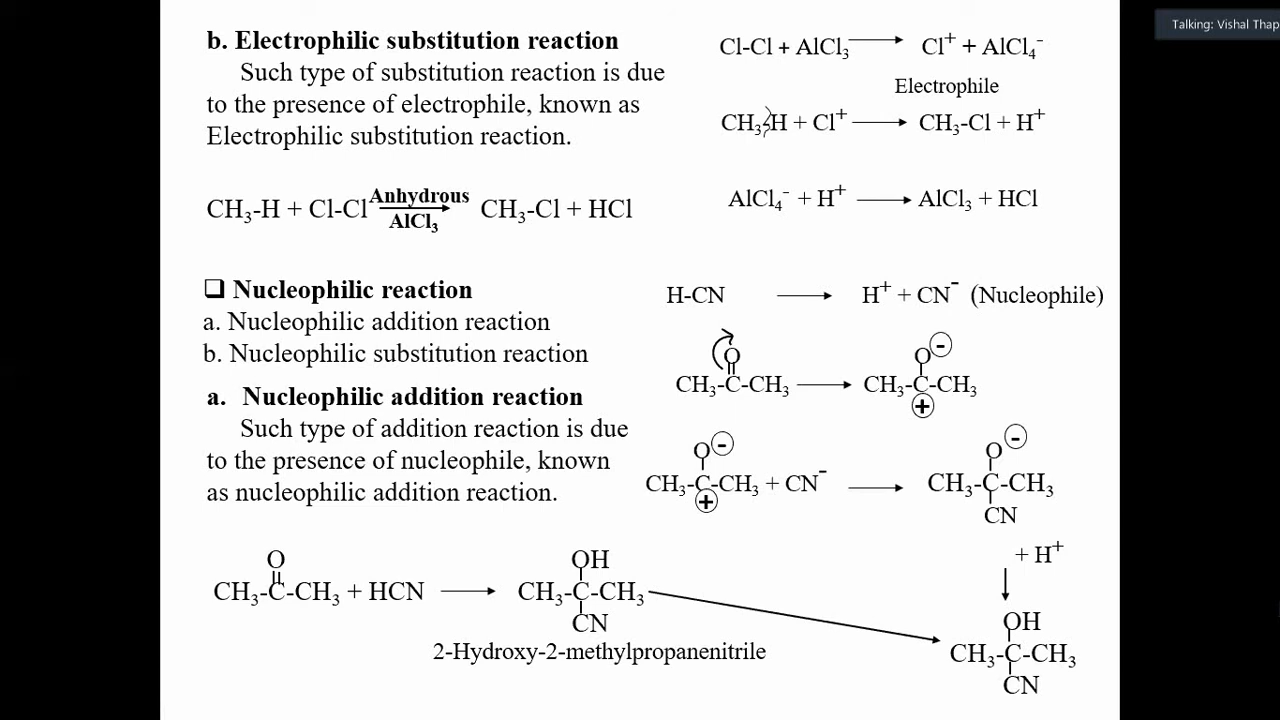 Talking: Vishal Thap
b. Electrophilic substitution reaction
Such type of substitution reaction is due
to the presence of electrophile, known as
Electrophilic substitution reaction.
CH₃-H + Cl-Cl Anhydrous AlCl₃ → CH₃-Cl + HCl
Cl-Cl + AlCl₃ → Cl⁺ + AlCl₄⁻
Electrophile
CH₃-H + Cl⁺ → CH₃-Cl + H⁺
AlCl₄⁻ + H⁺ → AlCl₃ + HCl
❑ Nucleophilic reaction
a. Nucleophilic addition reaction
b. Nucleophilic substitution reaction
a. Nucleophilic addition reaction
Such type of addition reaction is due
to the presence of nucleophile, known
as nucleophilic addition reaction.
H-CN → H⁺ + CN⁻ (Nucleophile)
O O⊖
CH₃-C-CH₃ → CH₃-C-CH₃
⊕
O⊖ O⊖
CH₃-C-CH₃ + CN⁻ → CH₃-C-CH₃
⊕ CN
+ H⁺
O OH
CH₃-C-CH₃ + HCN → CH₃-C-CH₃
CN
2-Hydroxy-2-methylpropanenitrile
OH
CH₃-C-CH₃
CN